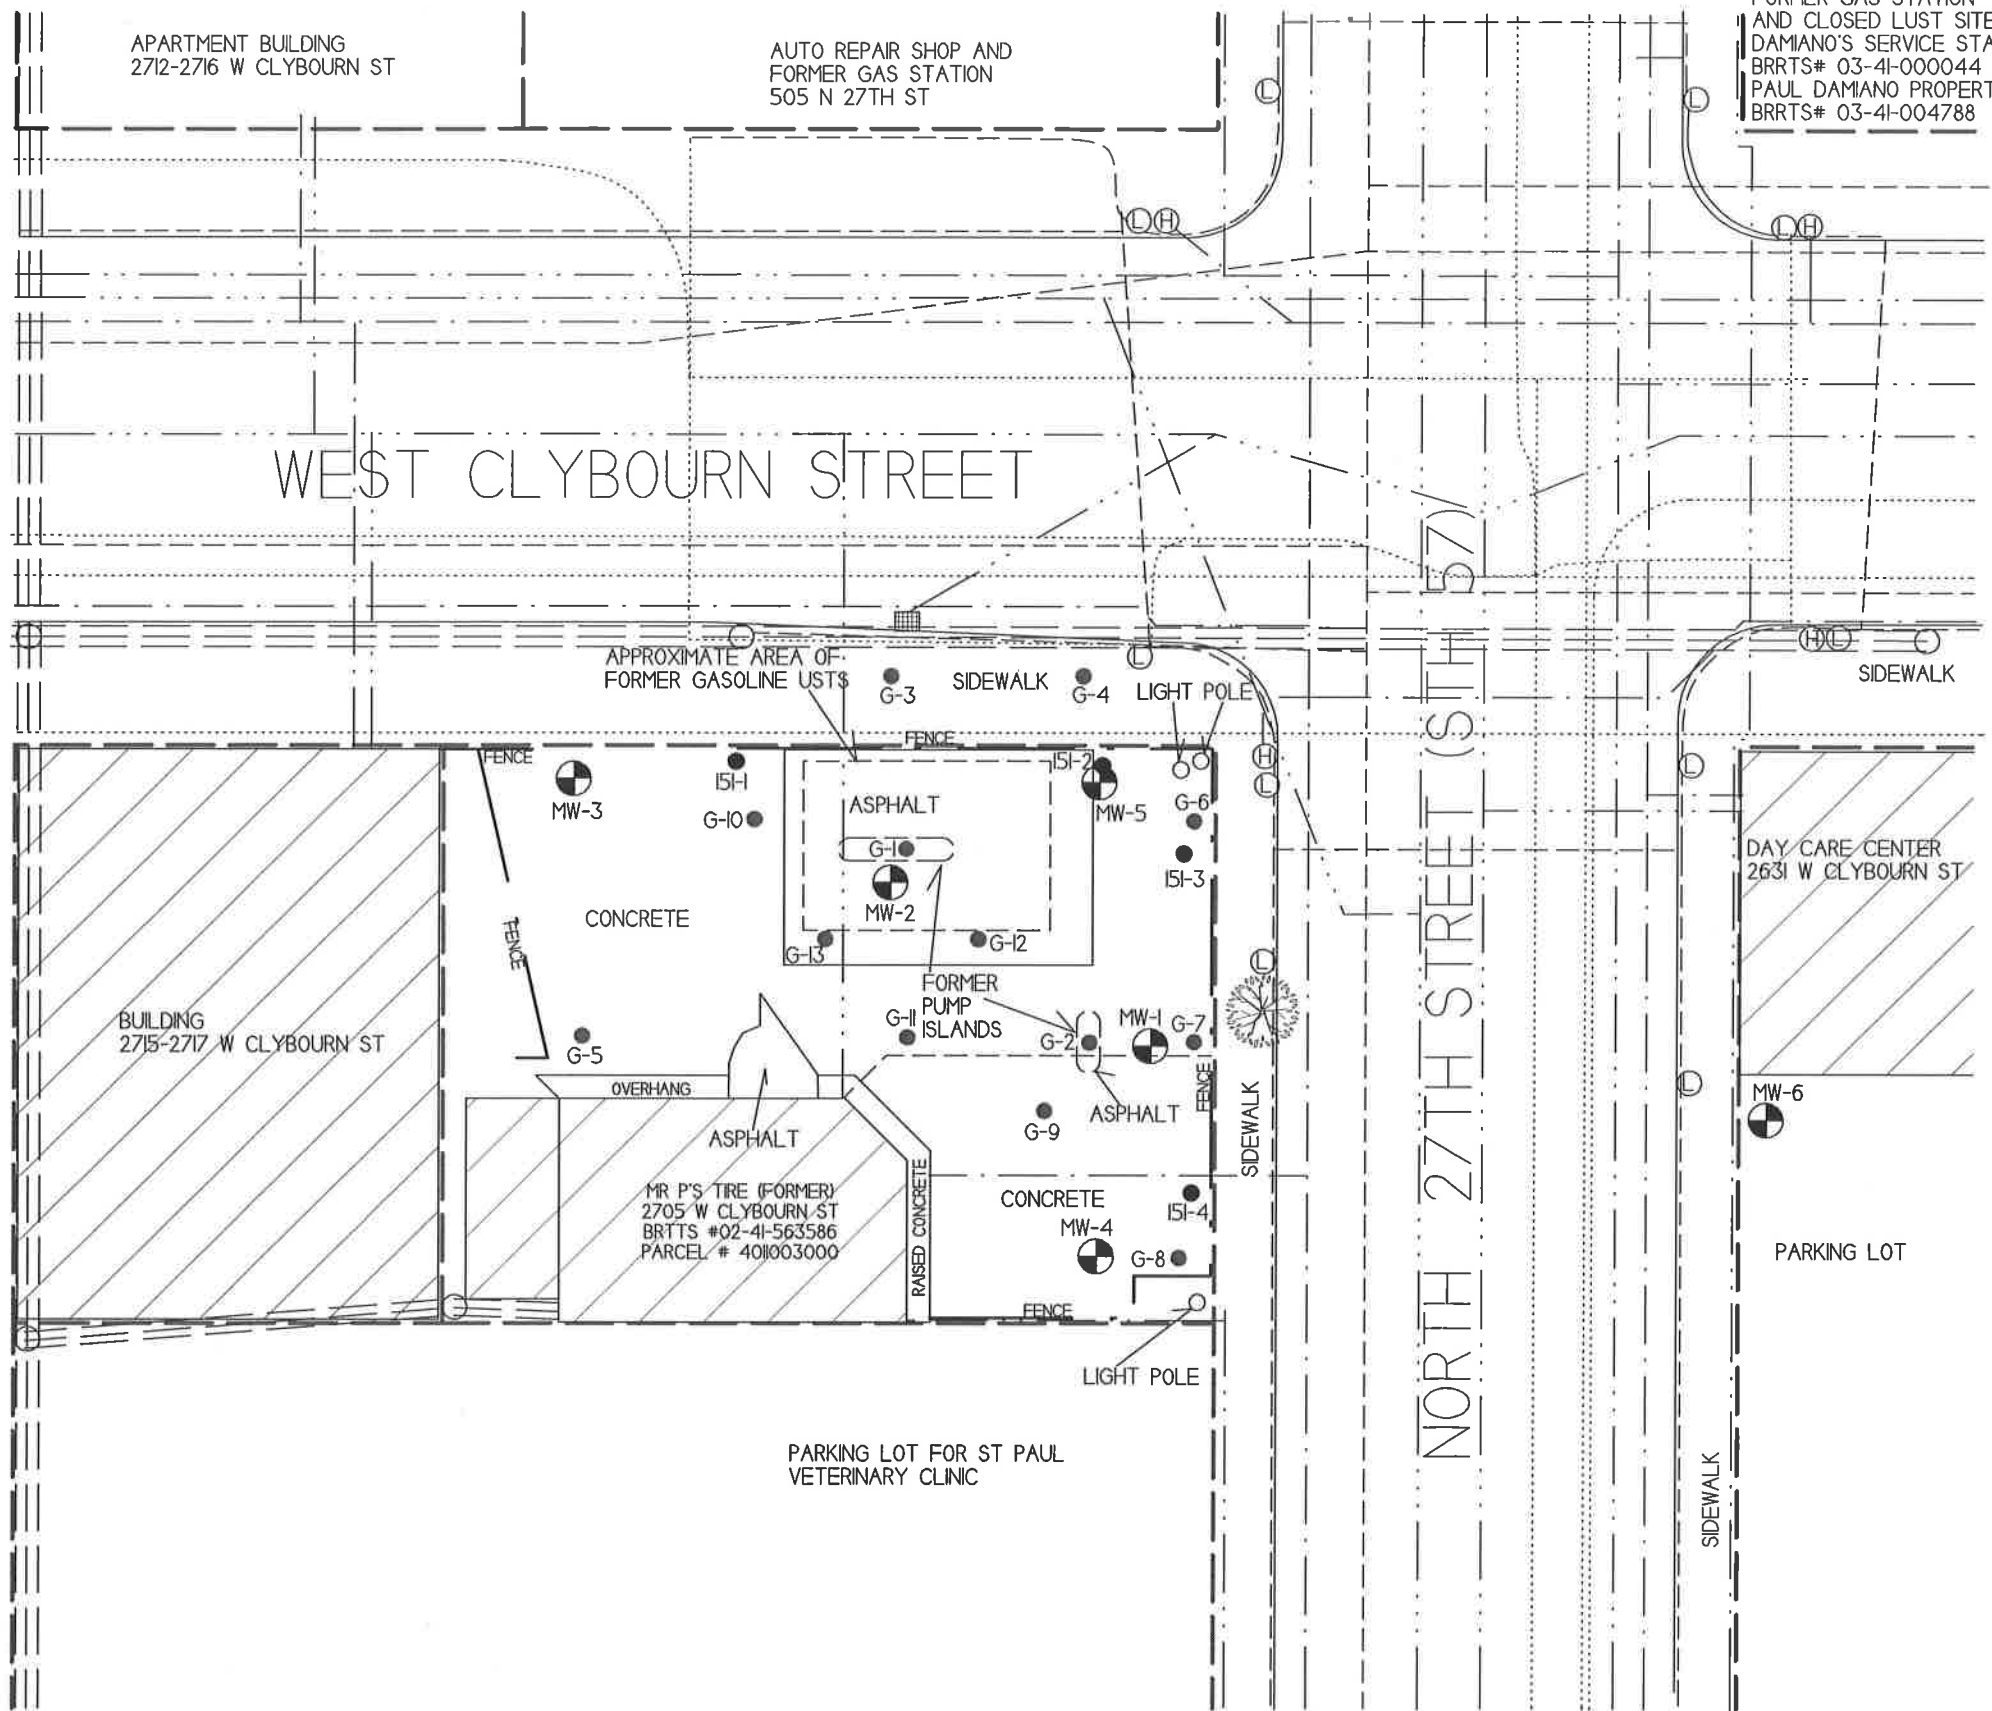 APARTMENT BUILDING
2712-2716 W CLYBOURN ST
AUTO REPAIR SHOP AND
FORMER GAS STATION
505 N 27TH ST
FORMER GAS STATION
AND CLOSED LUST SITE
DAMIANO'S SERVICE STA
BRRTS# 03-41-000044
PAUL DAMIANO PROPERT
BRRTS# 03-41-004788
L
L
L H
L H
WEST CLYBOURN STREET
NORTH 27TH STREET (STH 57)
APPROXIMATE AREA OF
FORMER GASOLINE USTS
G-3
SIDEWALK
G-4
L
LIGHT POLE
H L
SIDEWALK
FENCE
FENCE
MW-3
151-1
G-10
ASPHALT
151-2
MW-5
G-6
H
L
L
G-1
MW-2
151-3
DAY CARE CENTER
2631 W CLYBOURN ST
CONCRETE
FENCE
G-13
G-12
L
FORMER
PUMP
ISLANDS
BUILDING
2715-2717 W CLYBOURN ST
G-5
G-11
G-2
MW-1
G-7
OVERHANG
FENCE
L
MW-6
ASPHALT
G-9
ASPHALT
SIDEWALK
MR P'S TIRE (FORMER)
2705 W CLYBOURN ST
BRTTS #02-41-563586
PARCEL # 4011003000
RAISED CONCRETE
CONCRETE
MW-4
151-4
G-8
PARKING LOT
FENCE
LIGHT POLE
PARKING LOT FOR ST PAUL
VETERINARY CLINIC
SIDEWALK